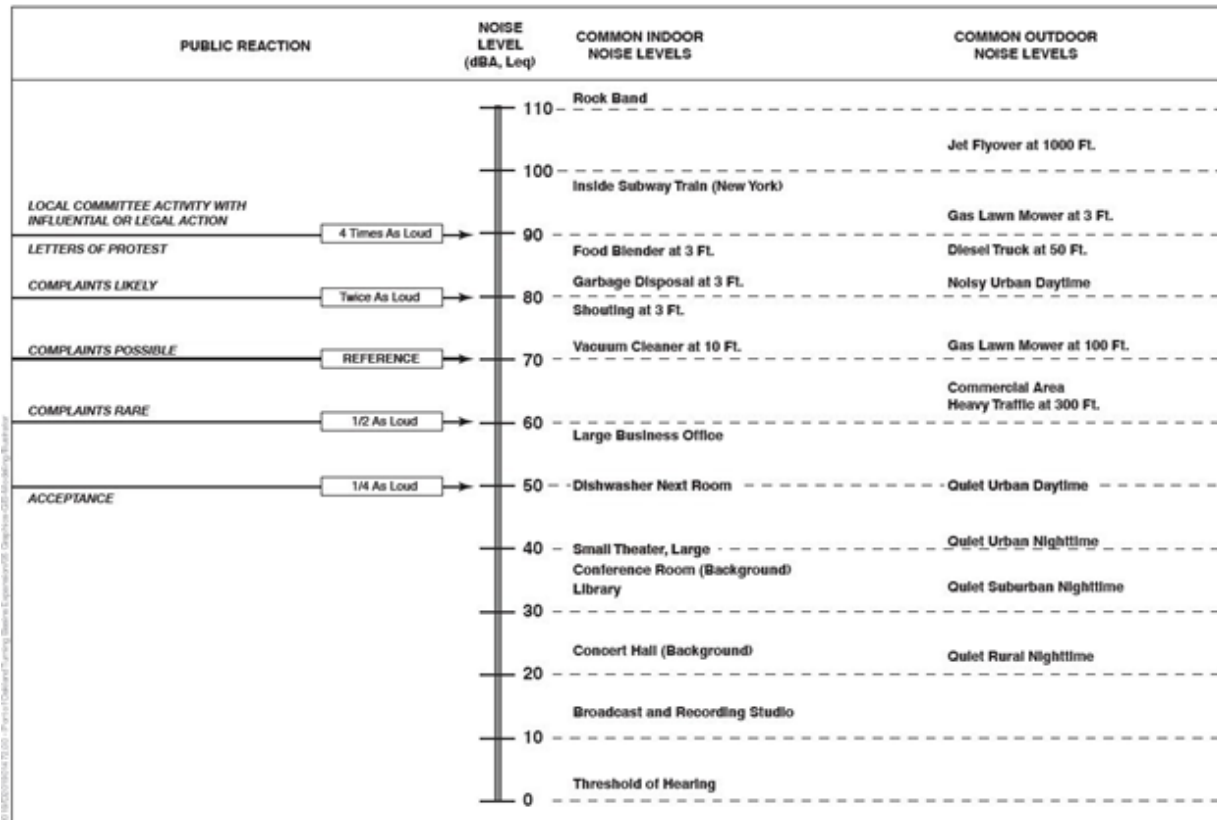 PUBLIC REACTION
NOISE
LEVEL
(dBA, Leq)
COMMON INDOOR
NOISE LEVELS
COMMON OUTDOOR
NOISE LEVELS
110
Rock Band
Jet Flyover at 1000 Ft.
100
Inside Subway Train (New York)
LOCAL COMMITTEE ACTIVITY WITH
INFLUENTIAL OR LEGAL ACTION
Gas Lawn Mower at 3 Ft.
4 Times As Loud
90
LETTERS OF PROTEST
Food Blender at 3 Ft.
Diesel Truck at 50 Ft.
COMPLAINTS LIKELY
Garbage Disposal at 3 Ft.
Noisy Urban Daytime
Twice As Loud
80
Shouting at 3 Ft.
COMPLAINTS POSSIBLE
Vacuum Cleaner at 10 Ft.
Gas Lawn Mower at 100 Ft.
REFERENCE
70
Commercial Area
Heavy Traffic at 300 Ft.
COMPLAINTS RARE
1/2 As Loud
60
Large Business Office
1/4 As Loud
50
Dishwasher Next Room
Quiet Urban Daytime
ACCEPTANCE
40
Small Theater, Large
Conference Room (Background)
Library
Quiet Urban Nighttime
Quiet Suburban Nighttime
30
Concert Hall (Background)
Quiet Rural Nighttime
20
Broadcast and Recording Studio
10
Threshold of Hearing
0